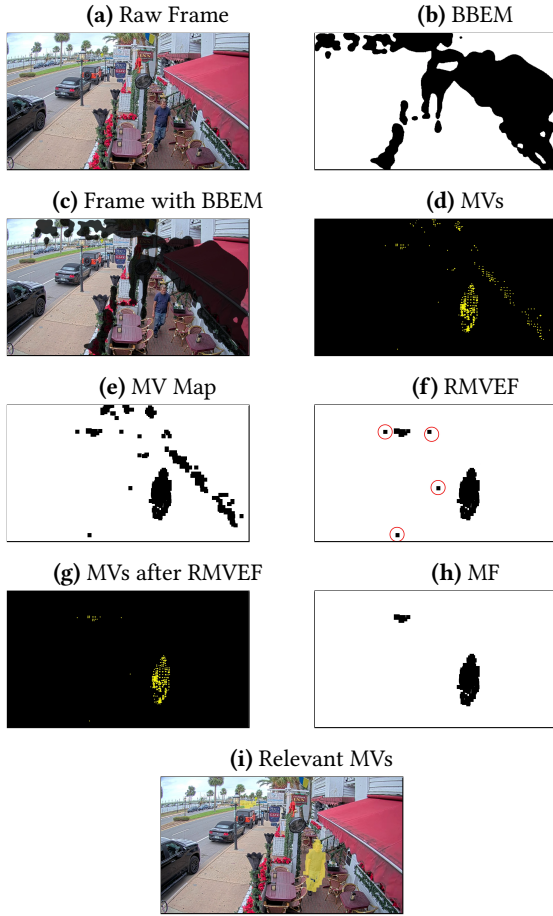 (a) Raw Frame
(b) BBEM
(c) Frame with BBEM
(d) MVs
(e) MV Map
(f) RMVEF
(g) MVs after RMVEF
(h) MF
(i) Relevant MVs